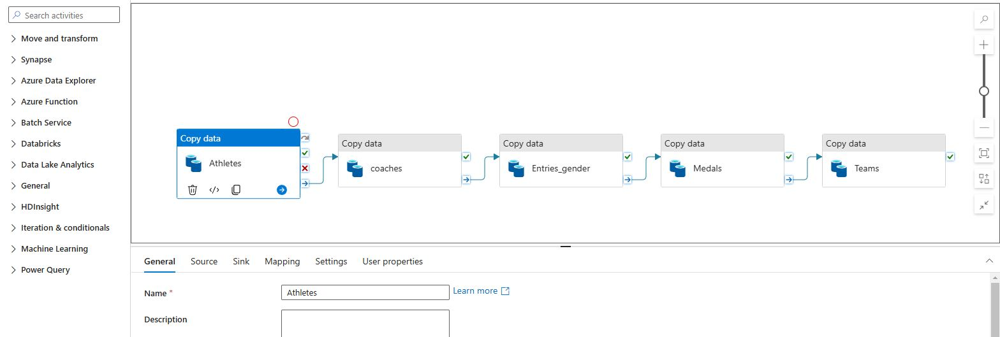 Search activities
Move and transform
Synapse
Azure Data Explorer
Azure Function
Batch Service
Databricks
Data Lake Analytics
General
HDInsight
Iteration & conditionals
Machine Learning
Power Query
Copy data
Athletes
Copy data
coaches
Copy data
Entries_gender
Copy data
Medals
Copy data
Teams
General Source Sink Mapping Settings User properties
Name * Athletes Learn more
Description